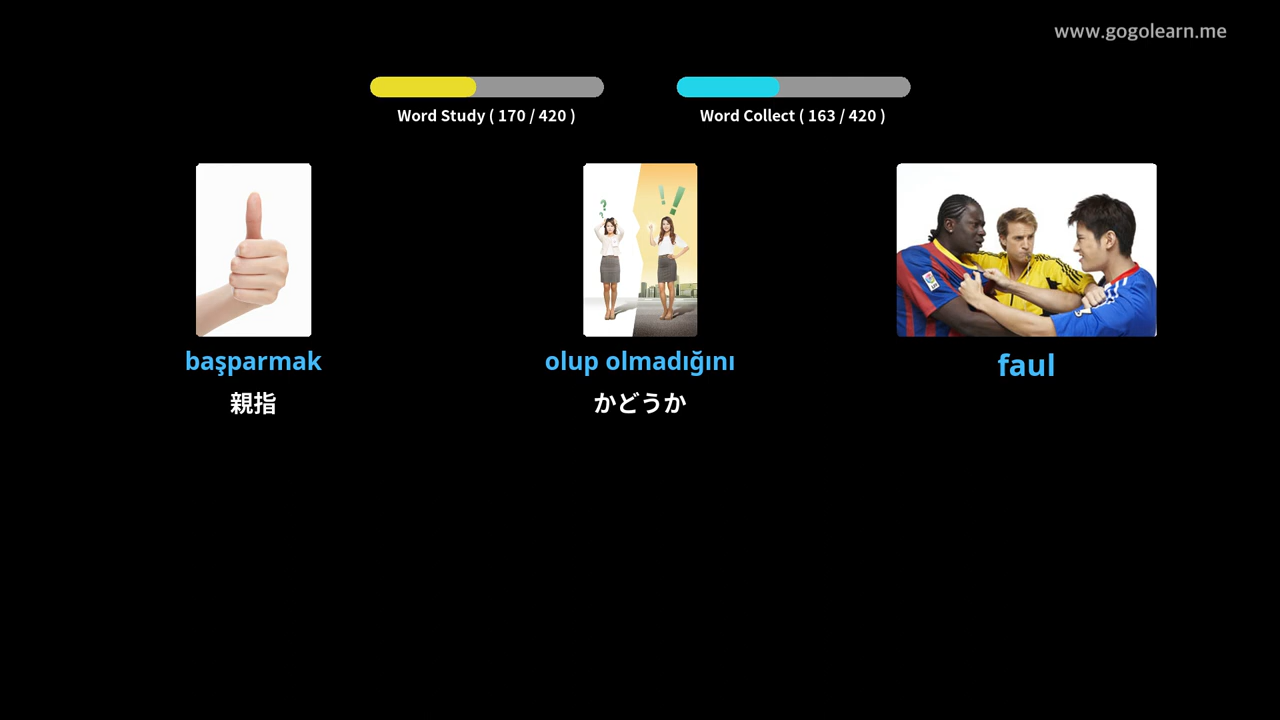 www.gogolearn.me
Word Study ( 170 / 420 )
Word Collect ( 163 / 420 )
başparmak
親指
olup olmadığını
かどうか
faul